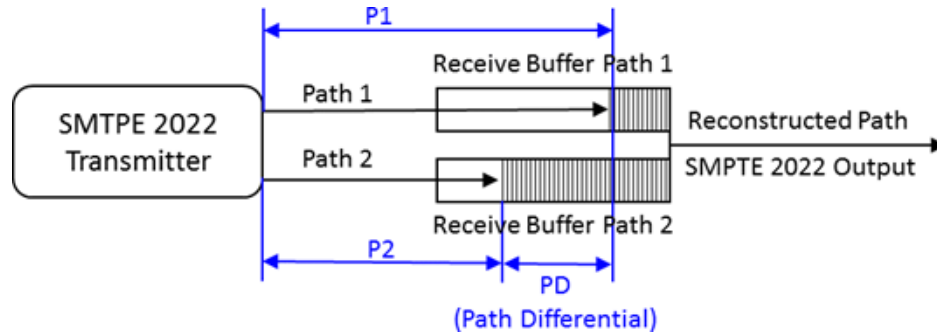 P1
Receive Buffer Path 1
Path 1
SMTPE 2022
Transmitter
Reconstructed Path
Path 2
SMPTE 2022 Output
Receive Buffer Path 2
P2
PD
(Path Differential)